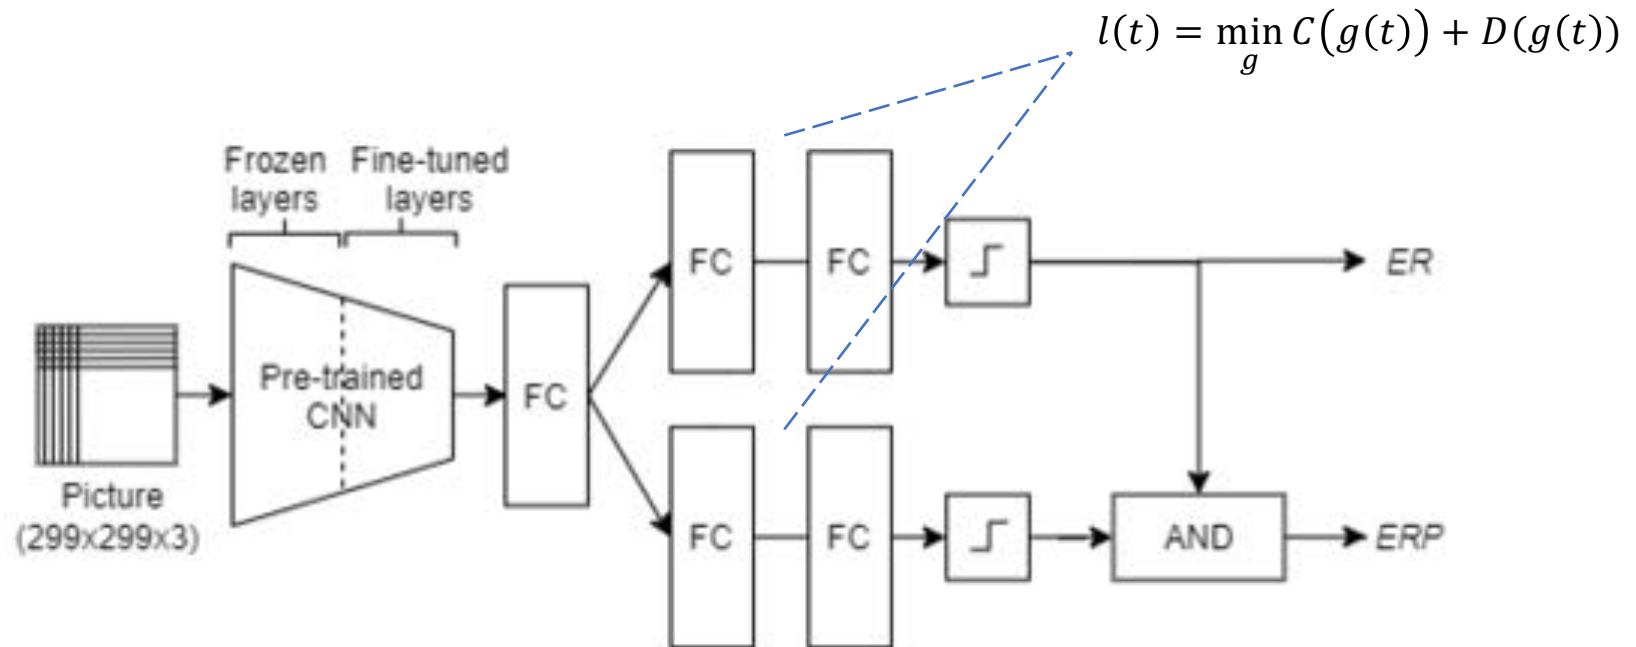 l(t) = min C(g(t)) + D(g(t))
g
Frozen layers
Fine-tuned layers
FC
FC
ER
Pre-trained
CNN
FC
Picture
(299x299x3)
FC
FC
AND
ERP